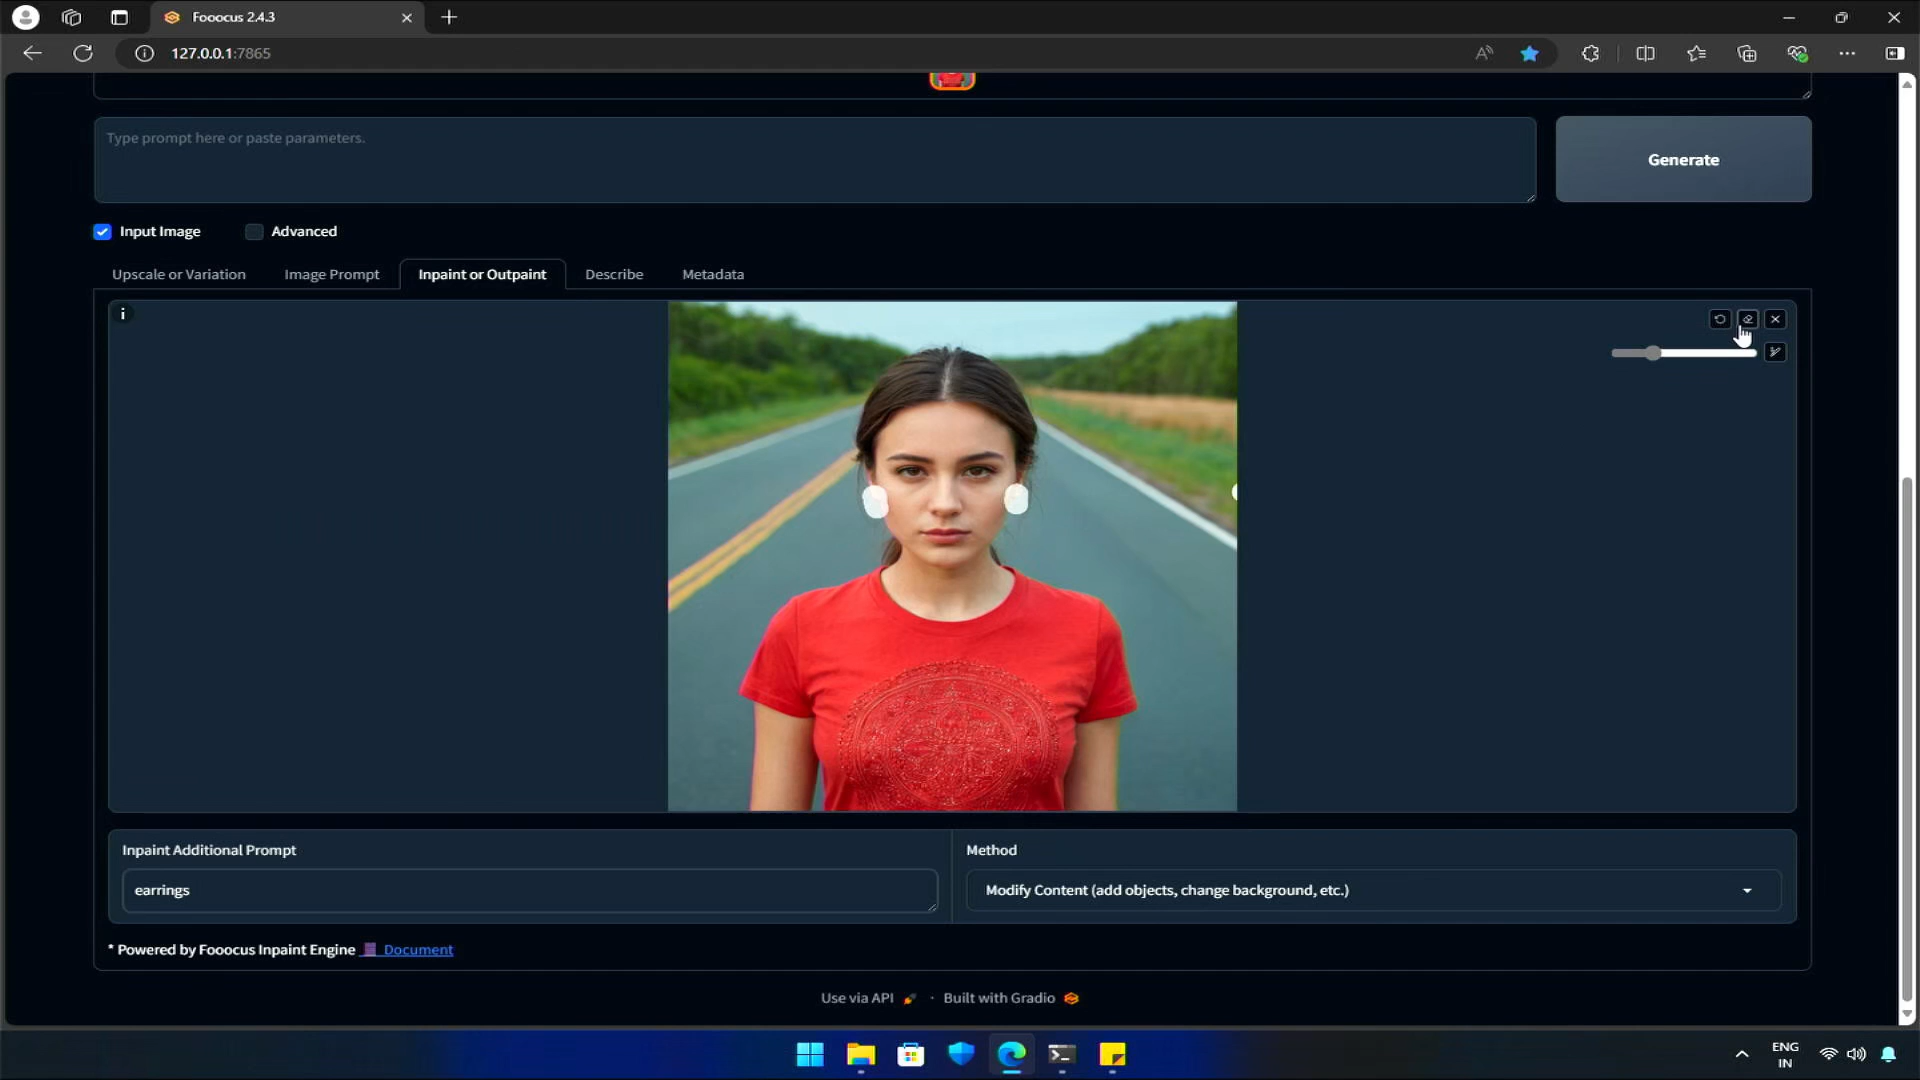 Fooocus 2.4.3
127.0.0.1:7865
Type prompt here or paste parameters.
Generate
Input Image
Advanced
Upscale or Variation
Image Prompt
Inpaint or Outpaint
Describe
Metadata
i
Inpaint Additional Prompt
Method
earrings
Modify Content (add objects, change background, etc.)
* Powered by Fooocus Inpaint Engine Document
Use via API · Built with Gradio
ENG
IN